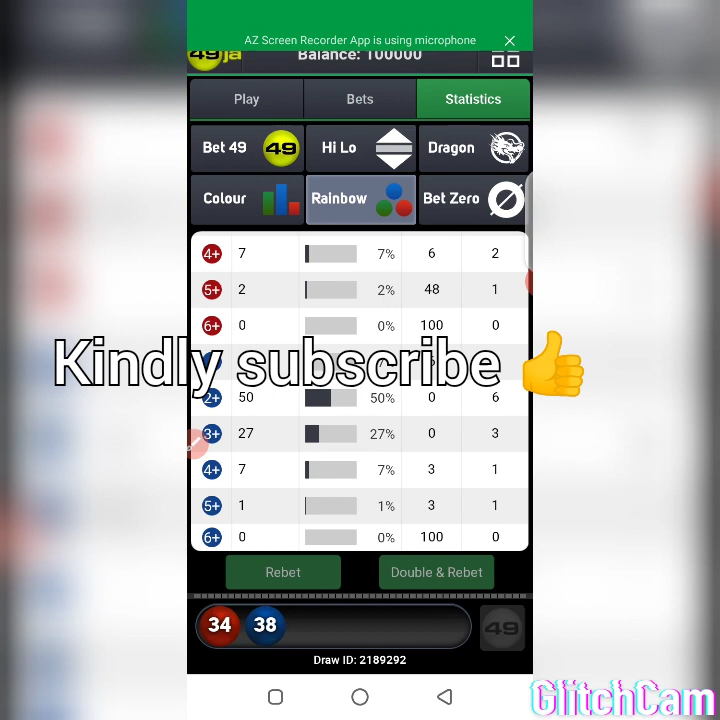 AZ Screen Recorder App is using microphone
49ja Balance: 100000
Play Bets Statistics
Bet 49 49 Hi Lo Dragon
Colour Rainbow Bet Zero
4+ 7 7% 6 2
5+ 2 2% 48 1
6+ 0 0% 100 0
Kindly subscribe
2+ 50 50% 0 6
3+ 27 27% 0 3
4+ 7 7% 3 1
5+ 1 1% 3 1
6+ 0 0% 100 0
Rebet Double & Rebet
34 38 49
Draw ID: 2189292
GlitchCam